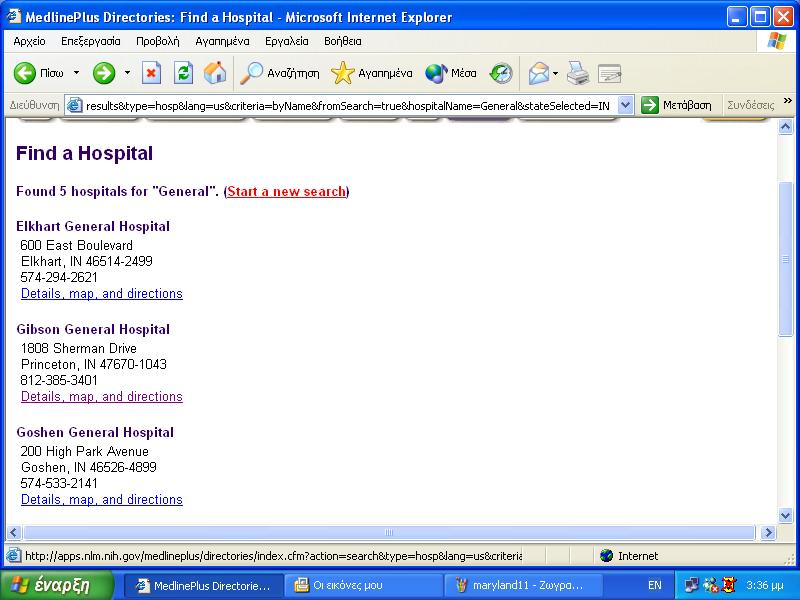 MedlinePlus Directories: Find a Hospital - Microsoft Internet Explorer
Αρχείο Επεξεργασία Προβολή Αγαπημένα Εργαλεία Βοήθεια
Πίσω Αναζήτηση Αγαπημένα Μέσα
Διεύθυνση results&type=hosp&lang=us&criteria=byName&fromSearch=true&hospitalName=General&stateSelected=IN Μετάβαση Συνδέσεις »
Find a Hospital
Found 5 hospitals for "General". (Start a new search)
Elkhart General Hospital
600 East Boulevard
Elkhart, IN 46514-2499
574-294-2621
Details, map, and directions
Gibson General Hospital
1808 Sherman Drive
Princeton, IN 47670-1043
812-385-3401
Details, map, and directions
Goshen General Hospital
200 High Park Avenue
Goshen, IN 46526-4899
574-533-2141
Details, map, and directions
http://apps.nlm.nih.gov/medlineplus/directories/index.cfm?action=search&type=hosp&lang=us&criteria Internet
έναρξη MedlinePlus Directorie... Οι εικόνες μου maryland11 - Ζωγρα... EN 3:36 μμ